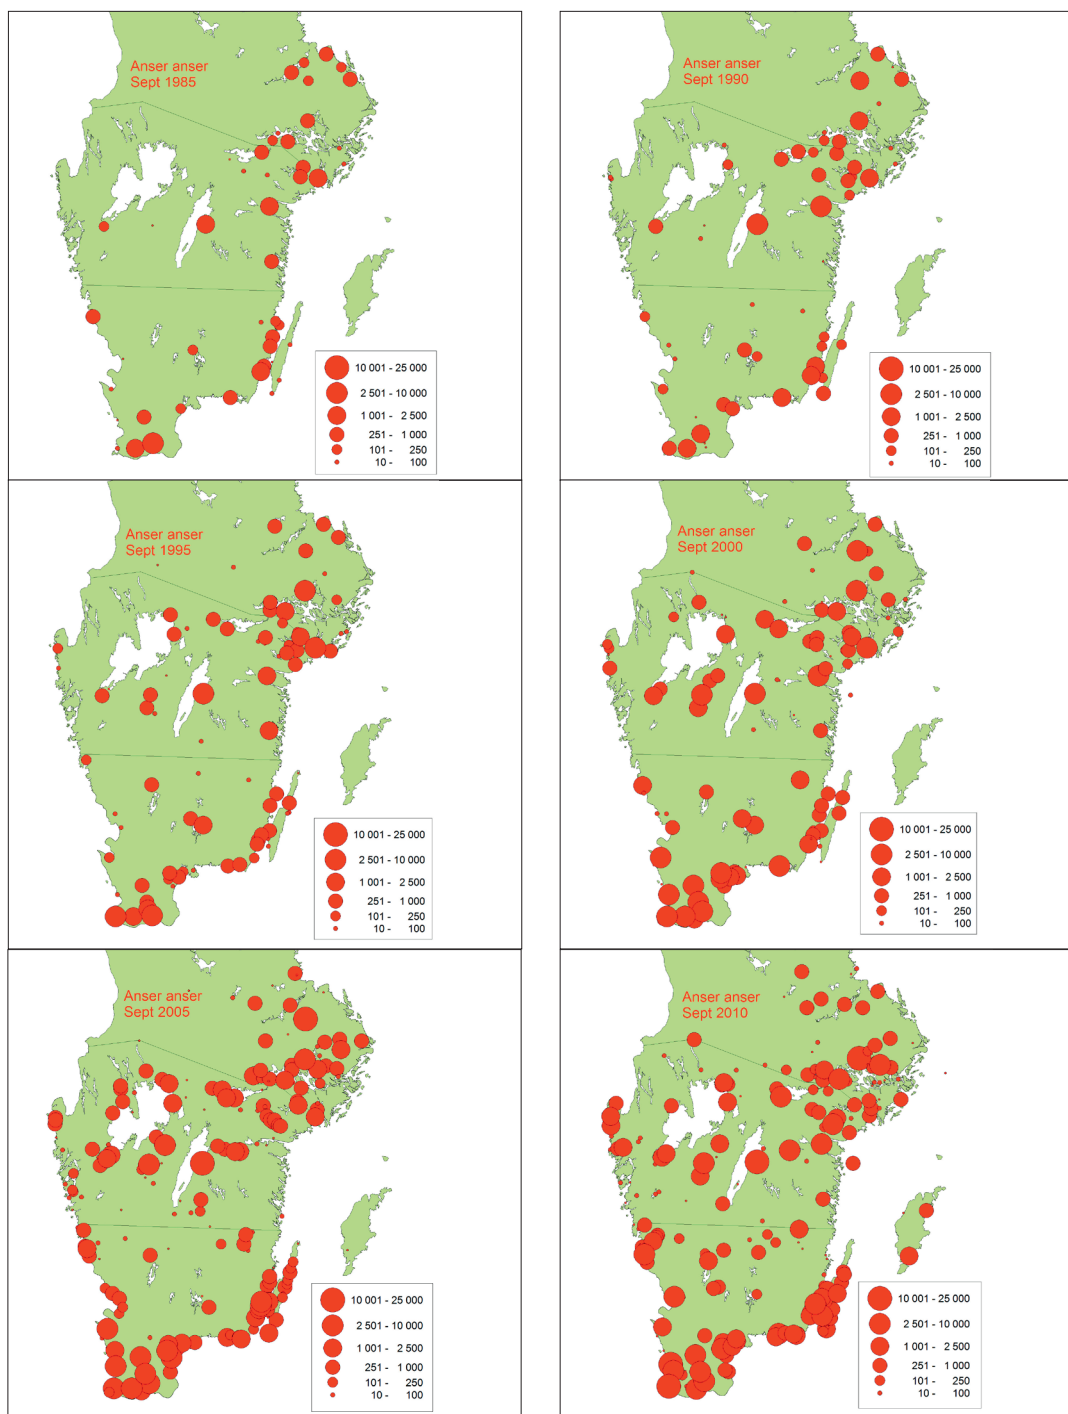 Anser anser
Sept 1985
10 001 - 25 000
2 501 - 10 000
1 001 - 2 500
251 - 1 000
101 - 250
10 - 100
Anser anser
Sept 1990
10 001 - 25 000
2 501 - 10 000
1 001 - 2 500
251 - 1 000
101 - 250
10 - 100
Anser anser
Sept 1995
10 001 - 25 000
2 501 - 10 000
1 001 - 2 500
251 - 1 000
101 - 250
10 - 100
Anser anser
Sept 2000
10 001 - 25 000
2 501 - 10 000
1 001 - 2 500
251 - 1 000
101 - 250
10 - 100
Anser anser
Sept 2005
10 001 - 25 000
2 501 - 10 000
1 001 - 2 500
251 - 1 000
101 - 250
10 - 100
Anser anser
Sept 2010
10 001 - 25 000
2 501 - 10 000
1 001 - 2 500
251 - 1 000
101 - 250
10 - 100